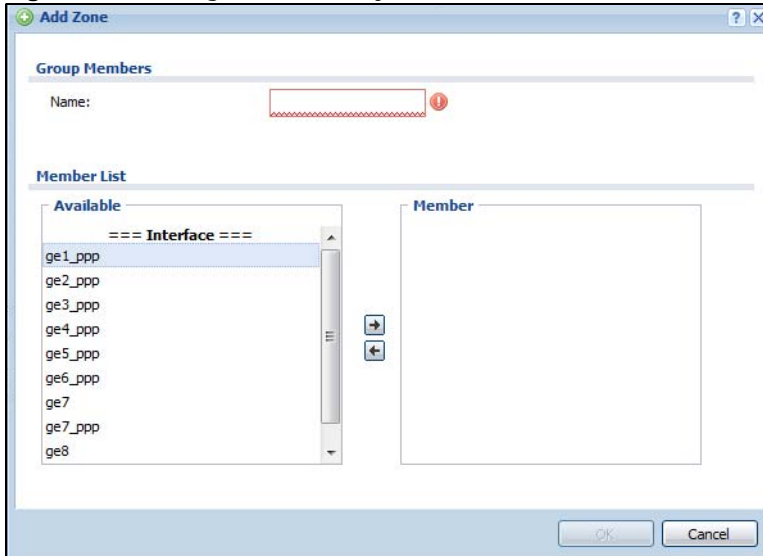 Add Zone
Group Members
Name:
Member List
Available
=== Interface ===
ge1_ppp
ge2_ppp
ge3_ppp
ge4_ppp
ge5_ppp
ge6_ppp
ge7
ge7_ppp
ge8
Member
OK
Cancel